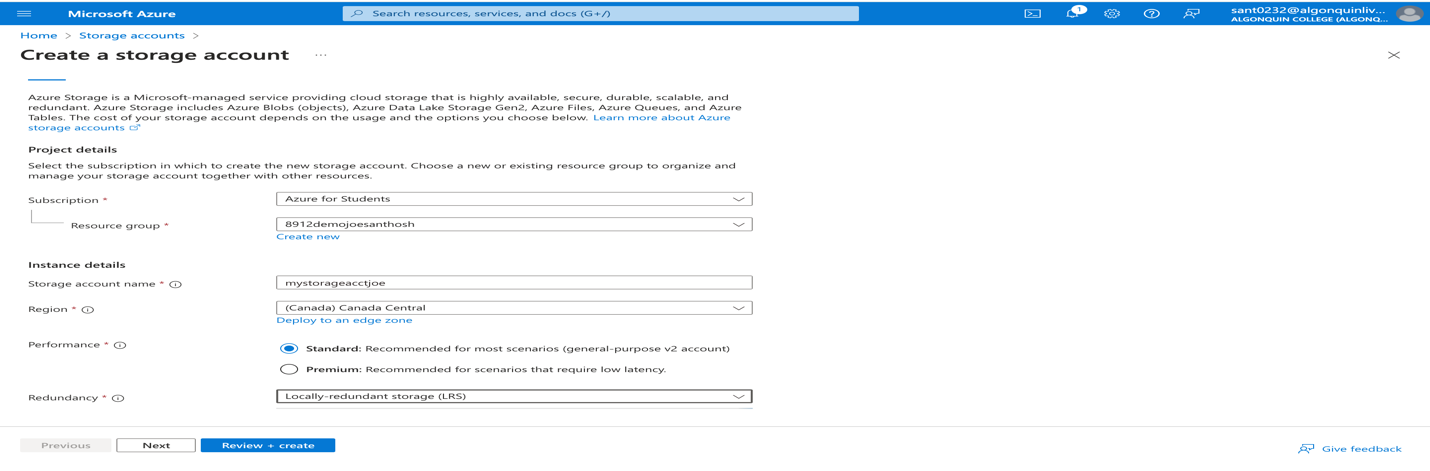 Microsoft Azure
Search resources, services, and docs (G+/)
1
sant0232@algonquinliv...
ALGONQUIN COLLEGE (ALGONQ...
Home > Storage accounts >
Create a storage account ...
Azure Storage is a Microsoft-managed service providing cloud storage that is highly available, secure, durable, scalable, and
redundant. Azure Storage includes Azure Blobs (objects), Azure Data Lake Storage Gen2, Azure Files, Azure Queues, and Azure
Tables. The cost of your storage account depends on the usage and the options you choose below. Learn more about Azure
storage accounts
Project details
Select the subscription in which to create the new storage account. Choose a new or existing resource group to organize and
manage your storage account together with other resources.
Subscription * Azure for Students
Resource group * 8912demojoesanthosh
Create new
Instance details
Storage account name * mystorageacctjoe
Region * (Canada) Canada Central
Deploy to an edge zone
Performance * Standard: Recommended for most scenarios (general-purpose v2 account)
Premium: Recommended for scenarios that require low latency.
Redundancy * Locally-redundant storage (LRS)
Previous Next Review + create Give feedback